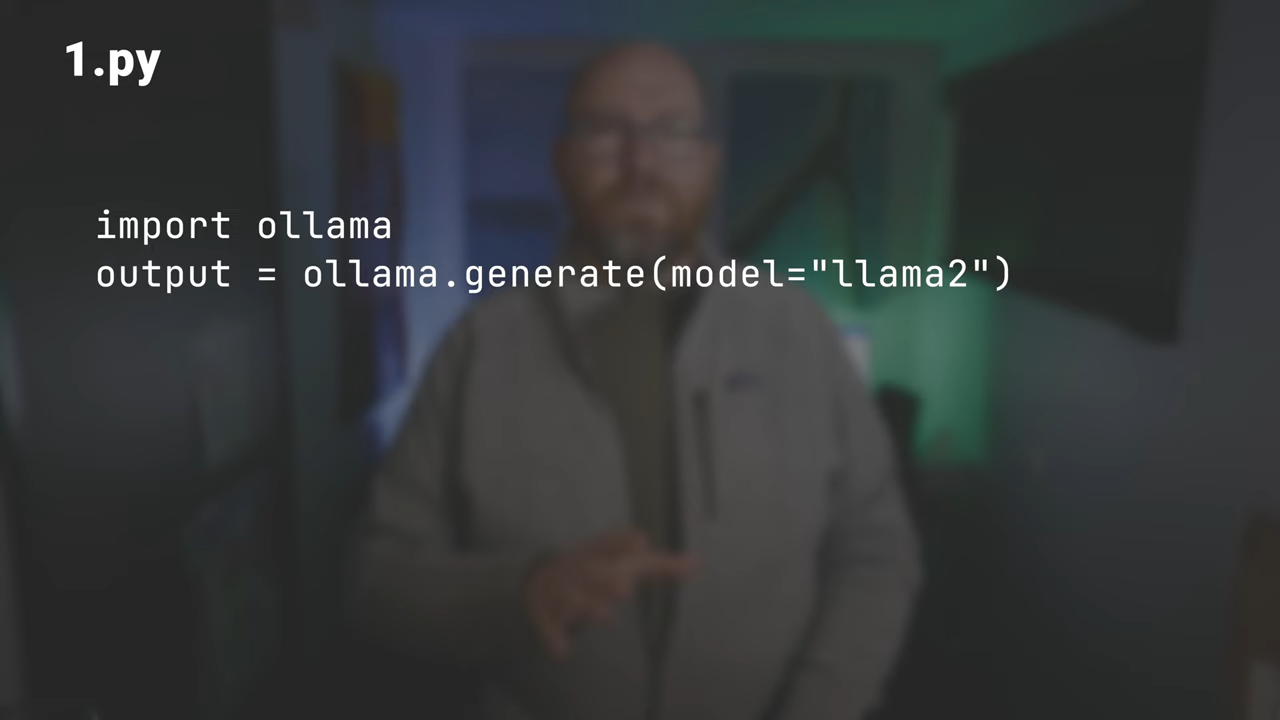 1.py
import ollama
output = ollama.generate(model="llama2")